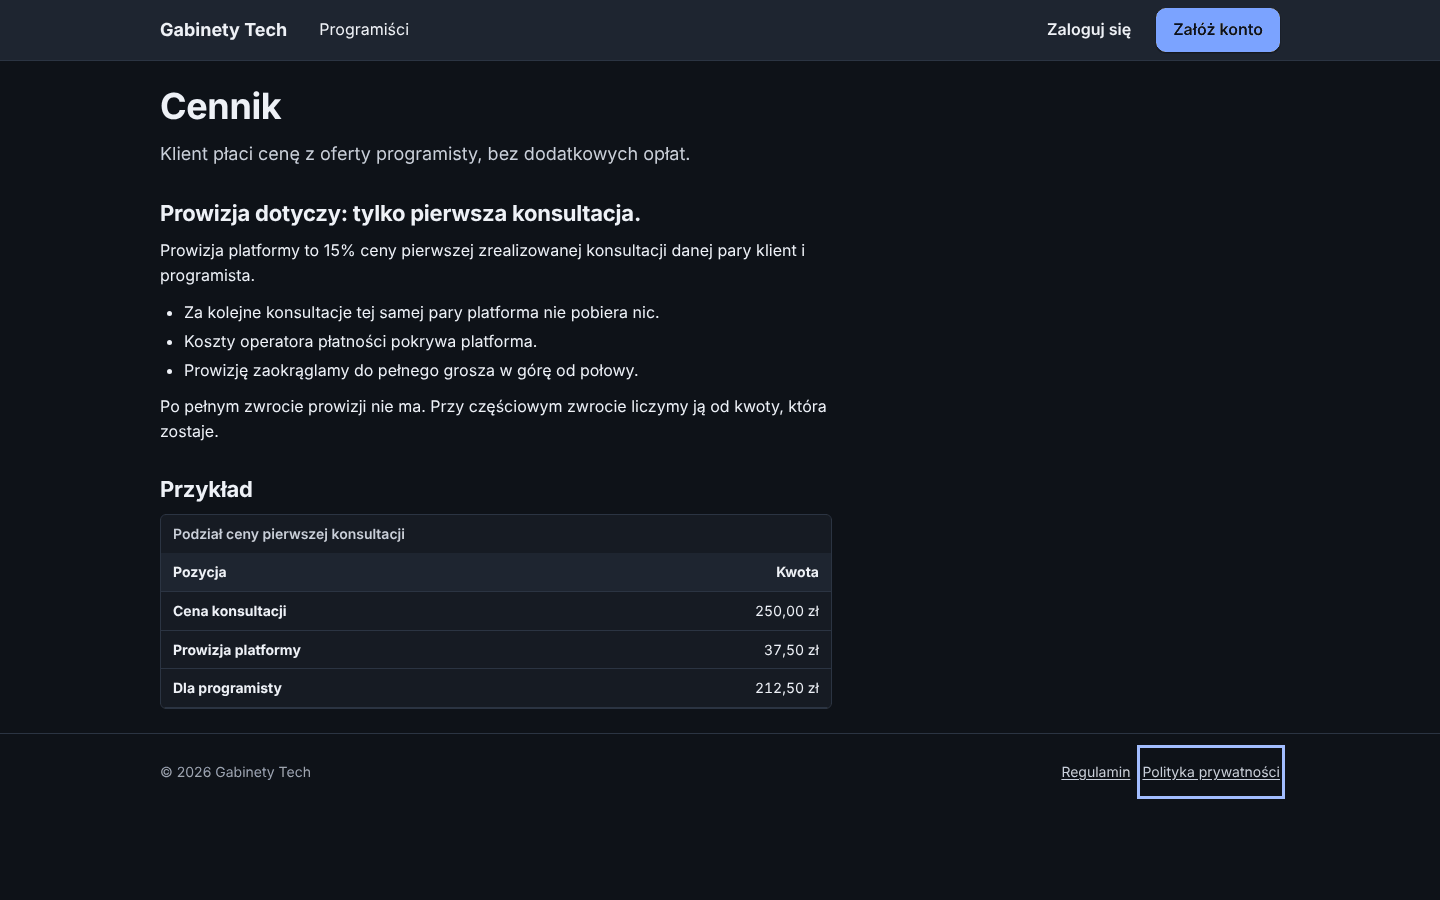 Gabinety Tech Programiści Zaloguj się Załóż konto
Cennik
Klient płaci cenę z oferty programisty, bez dodatkowych opłat.
Prowizja dotyczy: tylko pierwsza konsultacja.
Prowizja platformy to 15% ceny pierwszej zrealizowanej konsultacji danej pary klient i
programista.
• Za kolejne konsultacje tej samej pary platforma nie pobiera nic.
• Koszty operatora płatności pokrywa platforma.
• Prowizję zaokrąglamy do pełnego grosza w górę od połowy.
Po pełnym zwrocie prowizji nie ma. Przy częściowym zwrocie liczymy ją od kwoty, która
zostaje.
Przykład
Podział ceny pierwszej konsultacji
Pozycja Kwota
Cena konsultacji 250,00 zł
Prowizja platformy 37,50 zł
Dla programisty 212,50 zł
© 2026 Gabinety Tech Regulamin Polityka prywatności